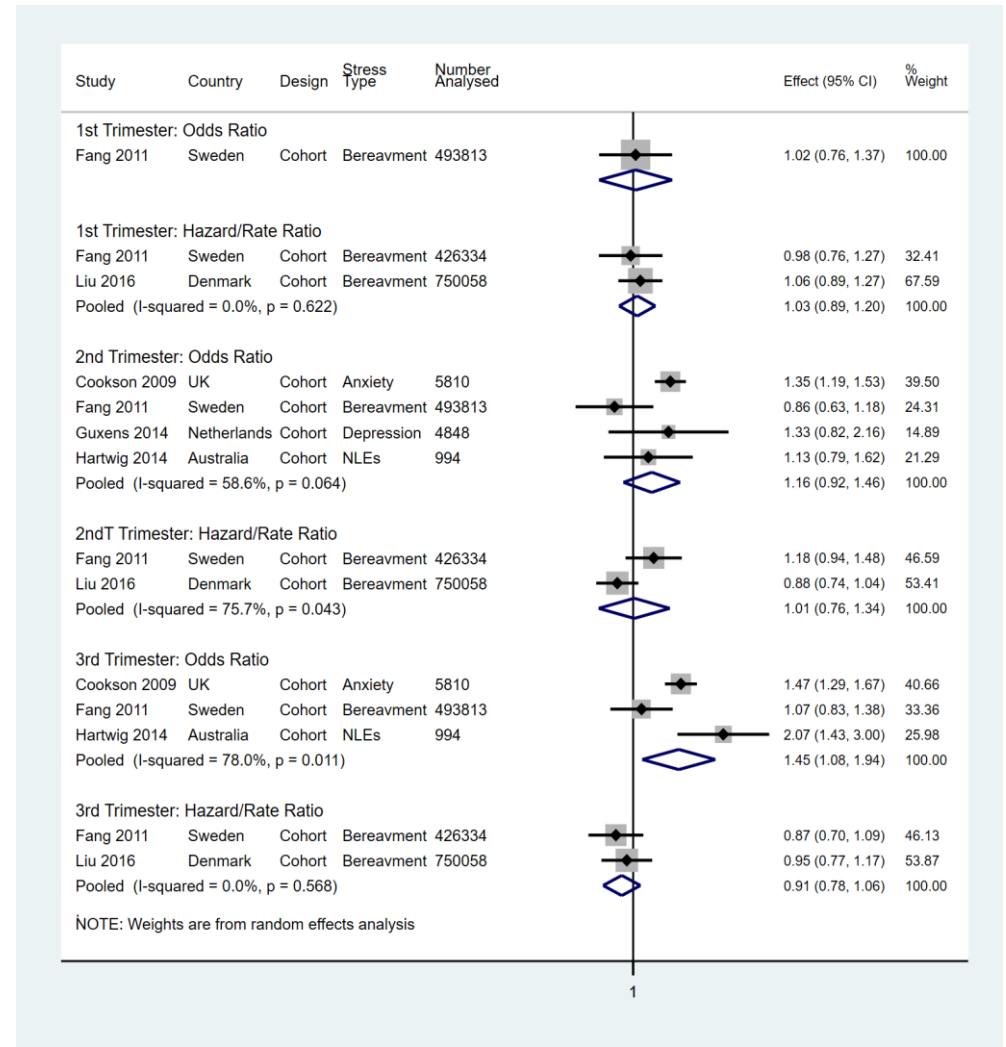 Study Country Design Stress Type Number Analysed Effect (95% CI) % Weight
1st Trimester: Odds Ratio
Fang 2011 Sweden Cohort Bereavment 493813 1.02 (0.76, 1.37) 100.00
1st Trimester: Hazard/Rate Ratio
Fang 2011 Sweden Cohort Bereavment 426334 0.98 (0.76, 1.27) 32.41
Liu 2016 Denmark Cohort Bereavment 750058 1.06 (0.89, 1.27) 67.59
Pooled (I-squared = 0.0%, p = 0.622) 1.03 (0.89, 1.20) 100.00
2nd Trimester: Odds Ratio
Cookson 2009 UK Cohort Anxiety 5810 1.35 (1.19, 1.53) 39.50
Fang 2011 Sweden Cohort Bereavment 493813 0.86 (0.63, 1.18) 24.31
Guxens 2014 Netherlands Cohort Depression 4848 1.33 (0.82, 2.16) 14.89
Hartwig 2014 Australia Cohort NLEs 994 1.13 (0.79, 1.62) 21.29
Pooled (I-squared = 58.6%, p = 0.064) 1.16 (0.92, 1.46) 100.00
2ndT Trimester: Hazard/Rate Ratio
Fang 2011 Sweden Cohort Bereavment 426334 1.18 (0.94, 1.48) 46.59
Liu 2016 Denmark Cohort Bereavment 750058 0.88 (0.74, 1.04) 53.41
Pooled (I-squared = 75.7%, p = 0.043) 1.01 (0.76, 1.34) 100.00
3rd Trimester: Odds Ratio
Cookson 2009 UK Cohort Anxiety 5810 1.47 (1.29, 1.67) 40.66
Fang 2011 Sweden Cohort Bereavment 493813 1.07 (0.83, 1.38) 33.36
Hartwig 2014 Australia Cohort NLEs 994 2.07 (1.43, 3.00) 25.98
Pooled (I-squared = 78.0%, p = 0.011) 1.45 (1.08, 1.94) 100.00
3rd Trimester: Hazard/Rate Ratio
Fang 2011 Sweden Cohort Bereavment 426334 0.87 (0.70, 1.09) 46.13
Liu 2016 Denmark Cohort Bereavment 750058 0.95 (0.77, 1.17) 53.87
Pooled (I-squared = 0.0%, p = 0.568) 0.91 (0.78, 1.06) 100.00
NOTE: Weights are from random effects analysis
1